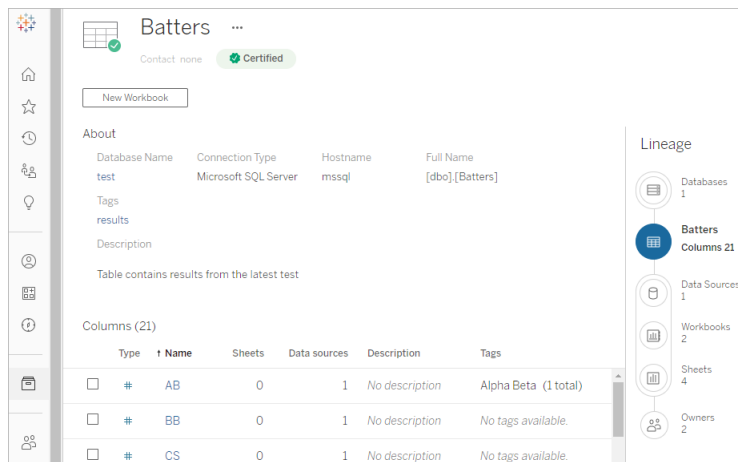 Batters ...
Contact none Certified
New Workbook
About
Database Name Connection Type Hostname Full Name
test Microsoft SQL Server mssql [dbo].[Batters]
Tags
results
Description
Table contains results from the latest test
Columns (21)
Type ↑ Name Sheets Data sources Description Tags
# AB 0 1 No description Alpha Beta (1 total)
# BB 0 1 No description No tags available.
# CS 0 1 No description No tags available.
Lineage
Databases
1
Batters
Columns 21
Data Sources
1
Workbooks
2
Sheets
4
Owners
2